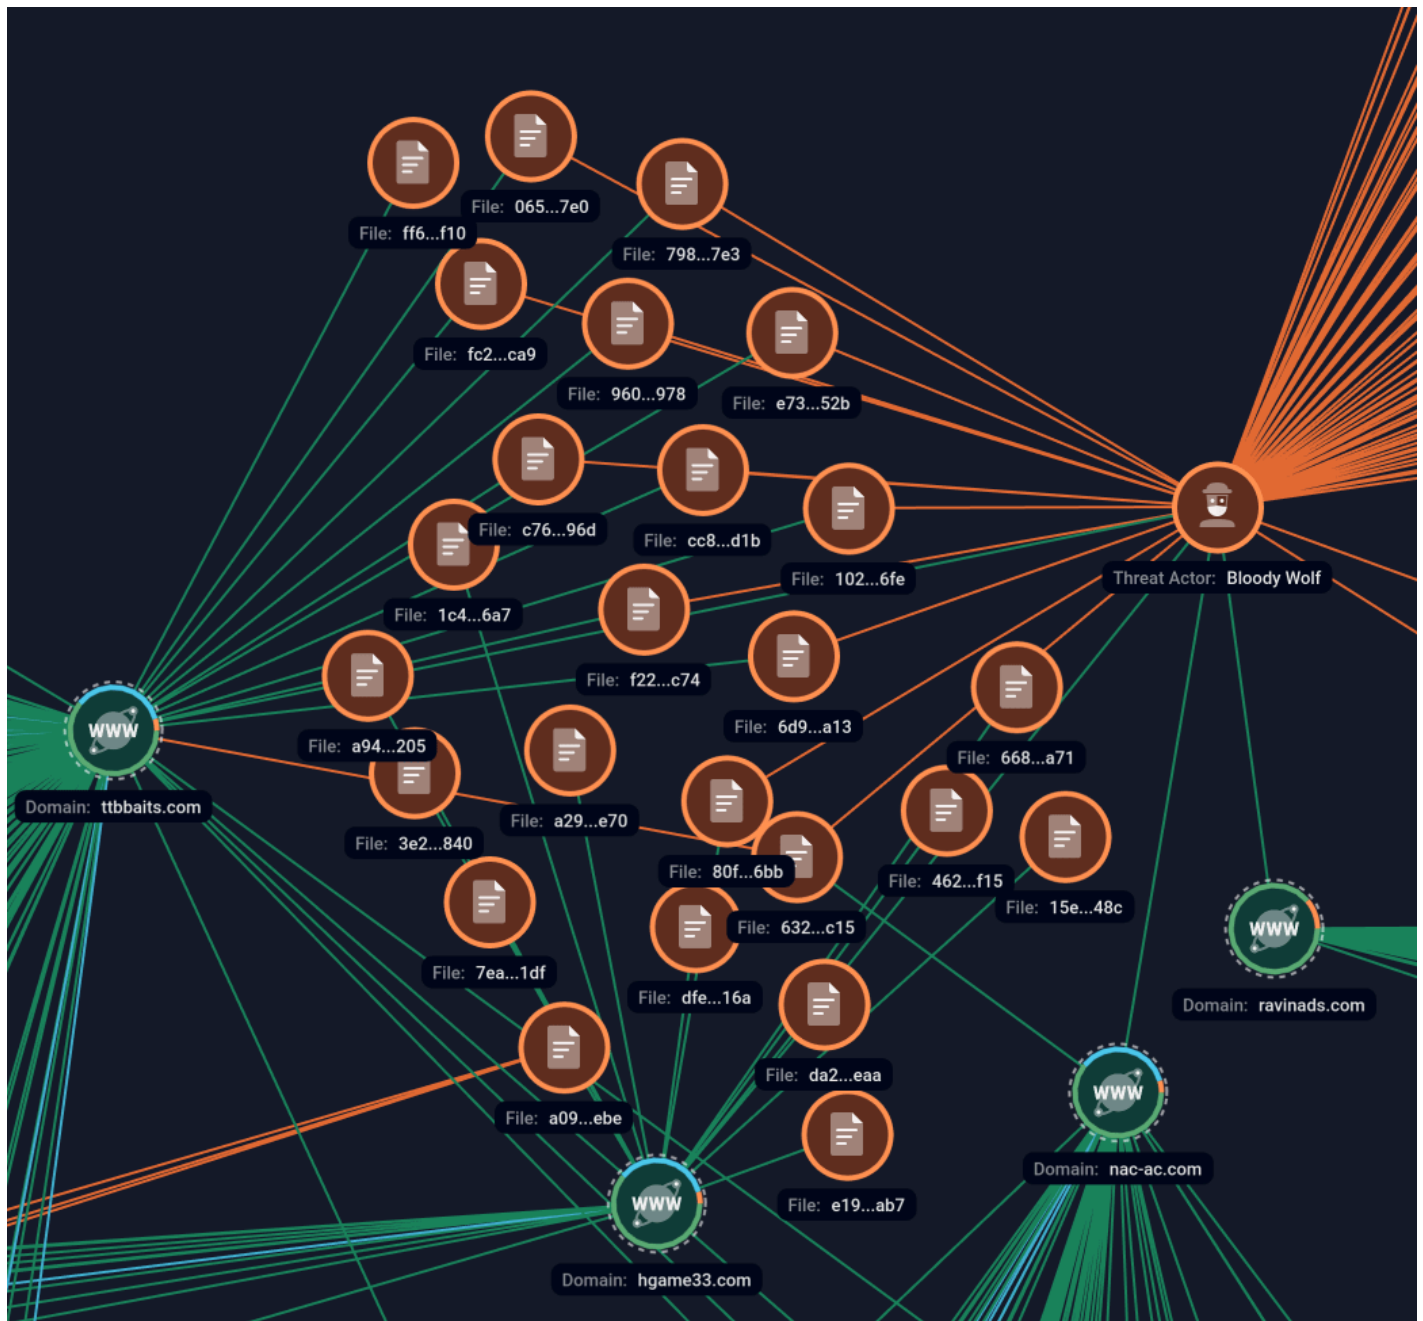 File: 065...7e0
File: ff6...f10
File: 798...7e3
File: fc2...ca9
File: 960...978
File: e73...52b
File: c76...96d
File: cc8...d1b
File: 102...6fe
Threat Actor: Bloody Wolf
File: 1c4...6a7
File: f22...c74
File: 6d9...a13
WWW
File: a94...205
File: 668...a71
Domain: ttbbaits.com
File: a29...e70
File: 3e2...840
File: 80f...6bb
File: 462...f15
File: 15e...48c
File: 632...c15
WWW
File: 7ea...1df
File: dfe...16a
Domain: ravinads.com
File: da2...eaa
WWW
File: a09...ebe
Domain: nac-ac.com
WWW
File: e19...ab7
Domain: hgame33.com